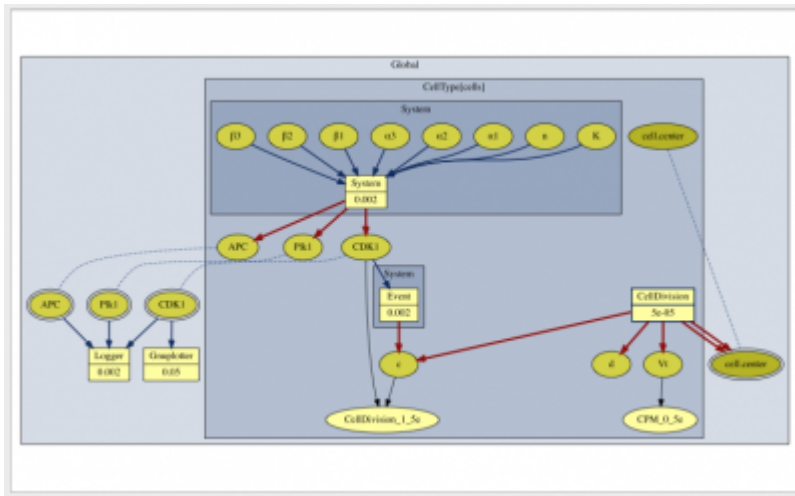 Global
CellType[cells]
System
β3 β2 β1 α3 α2 α1 n K cell.center
System
0.002
APC Plk1 CDK1
System
Event
0.002
CellDivision
5e-05
APC Plk1 CDK1
Logger
0.002
Gnuplotter
0.05
c d Vt cell.center
CellDivision_1_5e CPM_0_5e